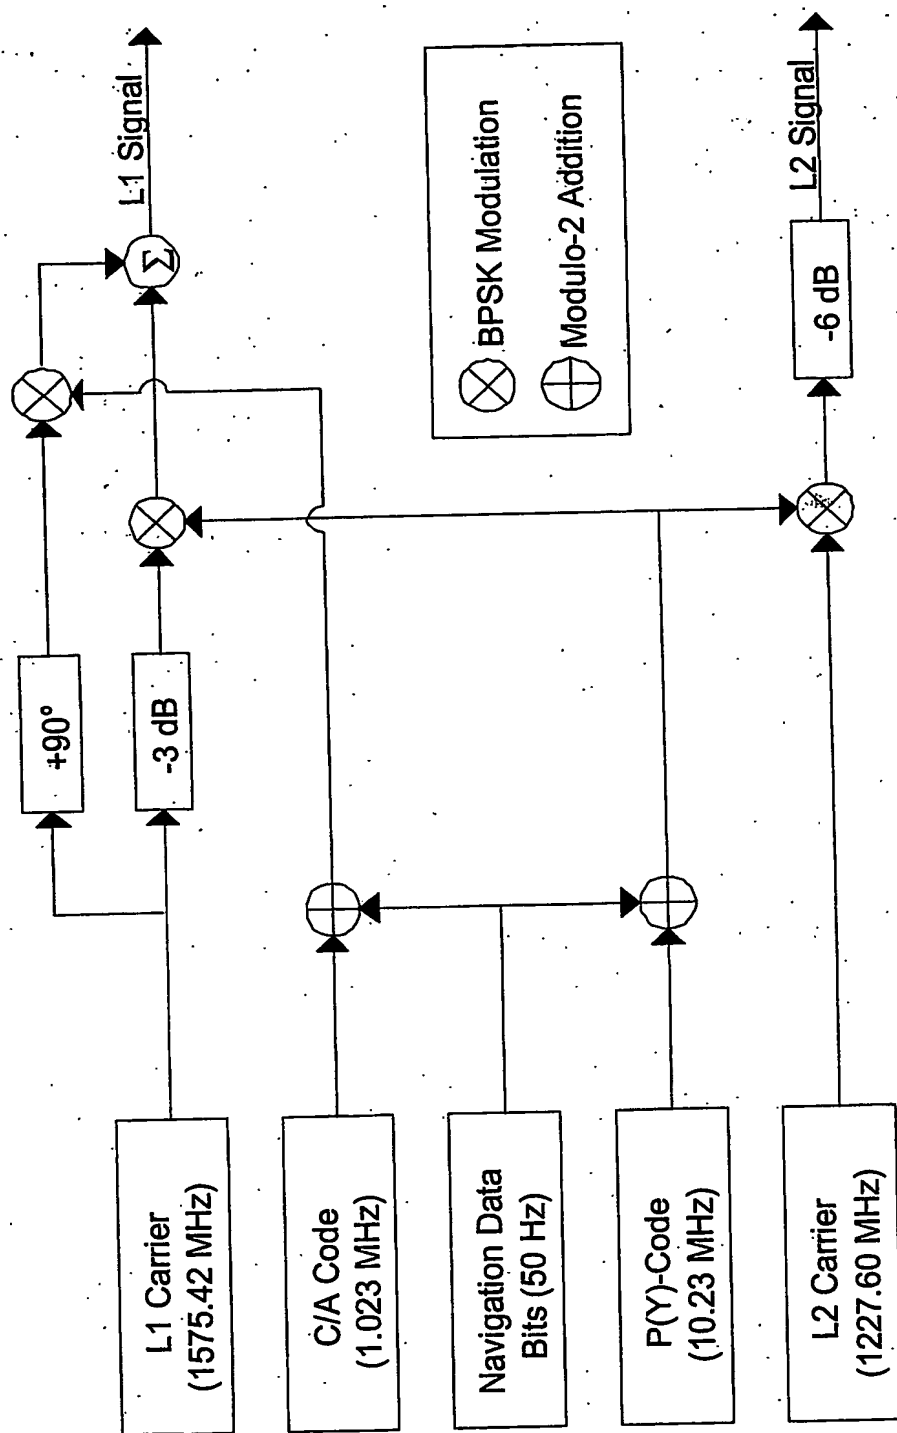 L1 Carrier
(1575.42 MHz)
C/A Code
(1.023 MHz)
Navigation Data
Bits (50 Hz)
P(Y)-Code
(10.23 MHz)
L2 Carrier
(1227.60 MHz)
+90°
-3 dB
Σ
L1 Signal
BPSK Modulation
Modulo-2 Addition
-6 dB
L2 Signal